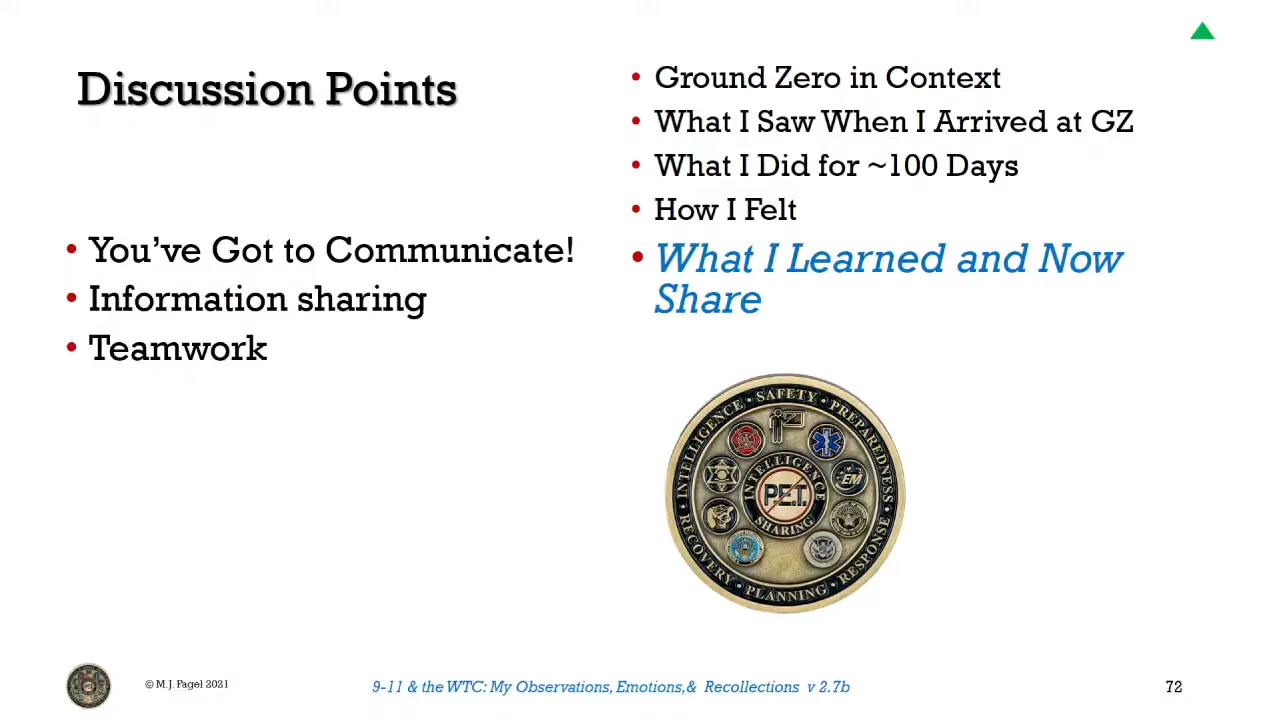 Discussion Points
• You've Got to Communicate!
• Information sharing
• Teamwork
• Ground Zero in Context
• What I Saw When I Arrived at GZ
• What I Did for ~100 Days
• How I Felt
• What I Learned and Now
Share
INTELLIGENCE • SAFETY • PREPAREDNESS • RESPONSE • PLANNING • RECOVERY •
INTELLIGENCE
P.E.T.
SHARING
EM
© M.J. Fagel 2021
9-11 & the WTC: My Observations, Emotions,& Recollections v 2.7b
72